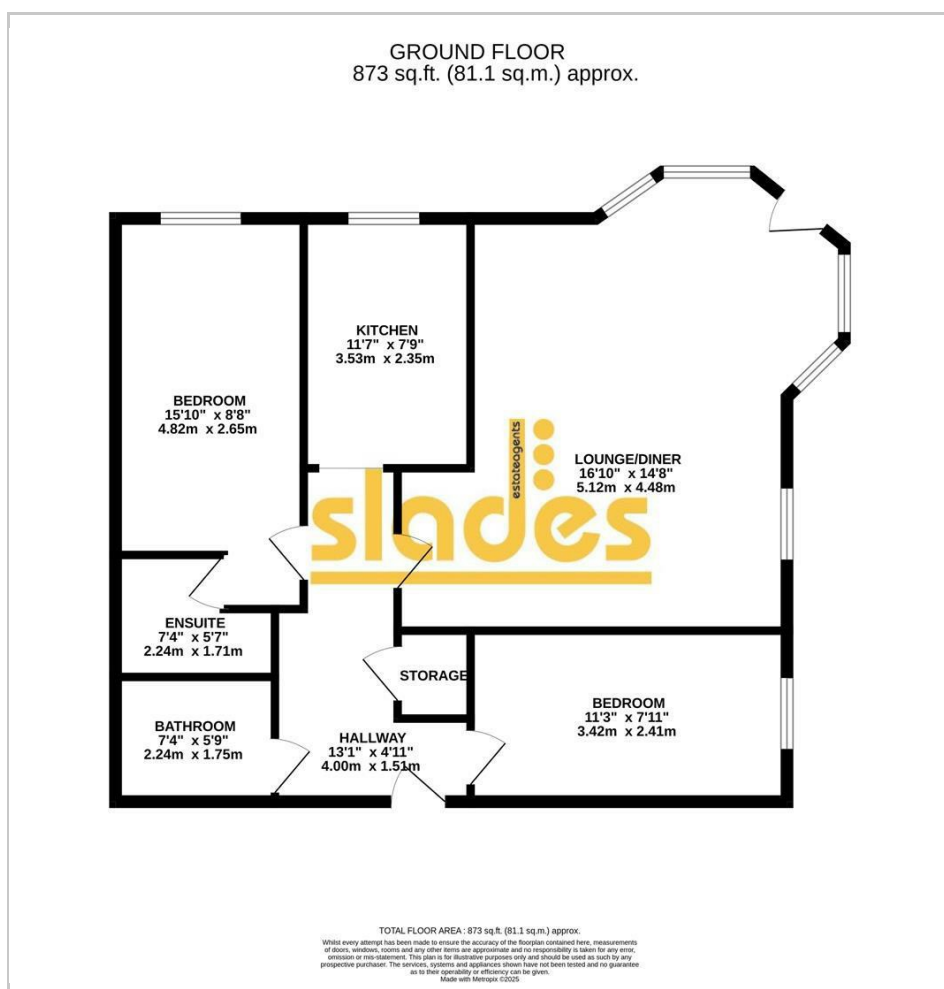 GROUND FLOOR
873 sq.ft. (81.1 sq.m.) approx.
KITCHEN
11'7" x 7'9"
3.53m x 2.35m
BEDROOM
15'10" x 8'8"
4.82m x 2.65m
LOUNGE/DINER
16'10" x 14'8"
5.12m x 4.48m
estateagents
slades
ENSUITE
7'4" x 5'7"
2.24m x 1.71m
STORAGE
BEDROOM
11'3" x 7'11"
3.42m x 2.41m
BATHROOM
7'4" x 5'9"
2.24m x 1.75m
HALLWAY
13'1" x 4'11"
4.00m x 1.51m
TOTAL FLOOR AREA : 873 sq.ft. (81.1 sq.m.) approx.
Whilst every attempt has been made to ensure the accuracy of the floorplan contained here, measurements
of doors, windows, rooms and any other items are approximate and no responsibility is taken for any error,
omission or mis-statement. This plan is for illustrative purposes only and should be used as such by any
prospective purchaser. The services, systems and appliances shown have not been tested and no guarantee
as to their operability or efficiency can be given.
Made with Metropix ©2025